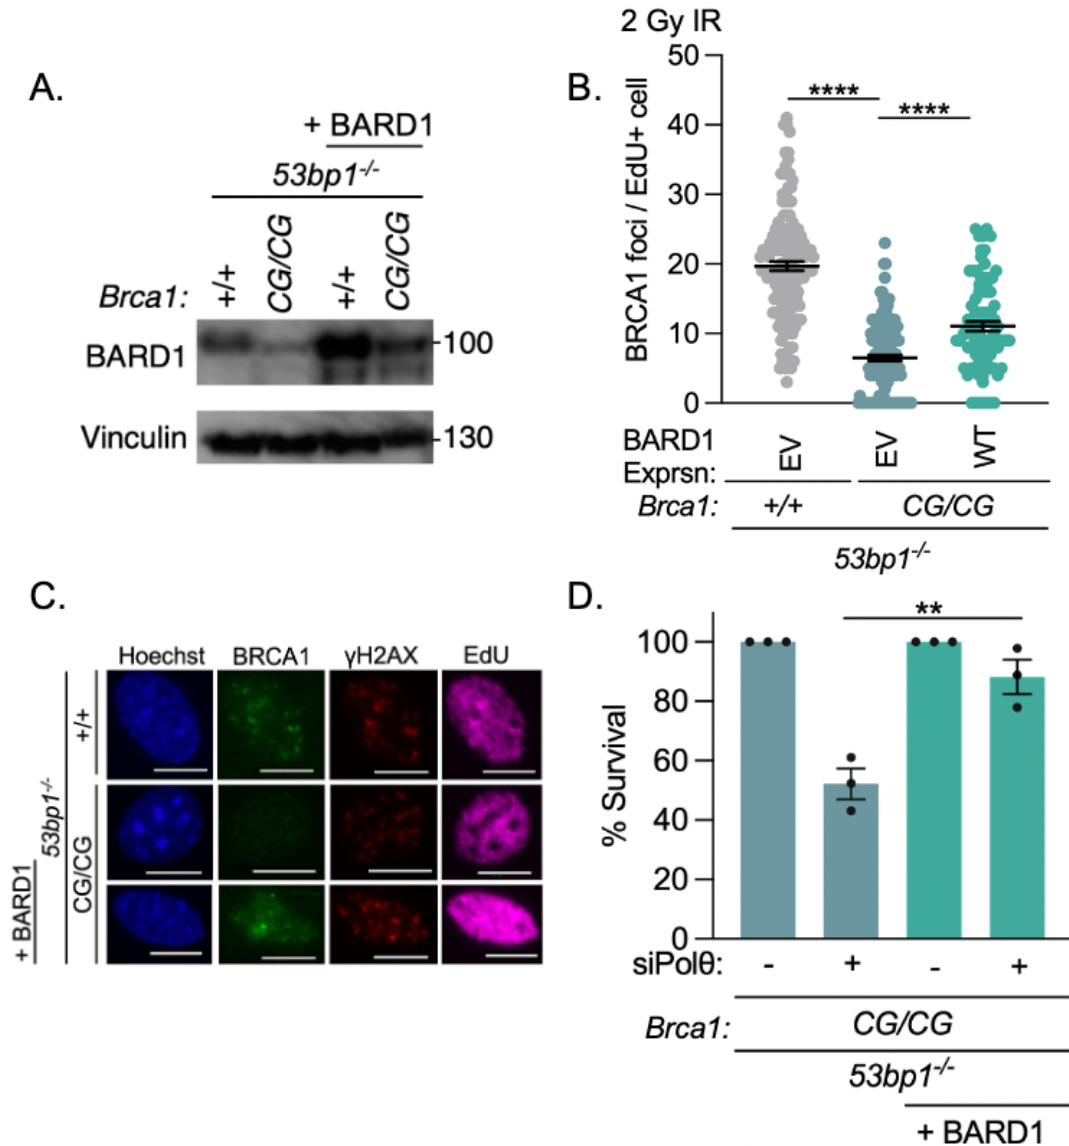 A.
+ BARD1
53bp1-/-
Brca1: +/+ CG/CG +/+ CG/CG
BARD1 -100
Vinculin -130
B.
2 Gy IR
BRCA1 foci / EdU+ cell
50
40
30
20
10
0
**** ****
BARD1 Exprsn: EV EV WT
Brca1: +/+ CG/CG
53bp1-/-
C.
Hoechst BRCA1 γH2AX EdU
+/+
CG/CG
53bp1-/-
+ BARD1
D.
% Survival
100
80
60
40
20
0
**
siPolθ: - + - +
Brca1: CG/CG
53bp1-/-
+ BARD1